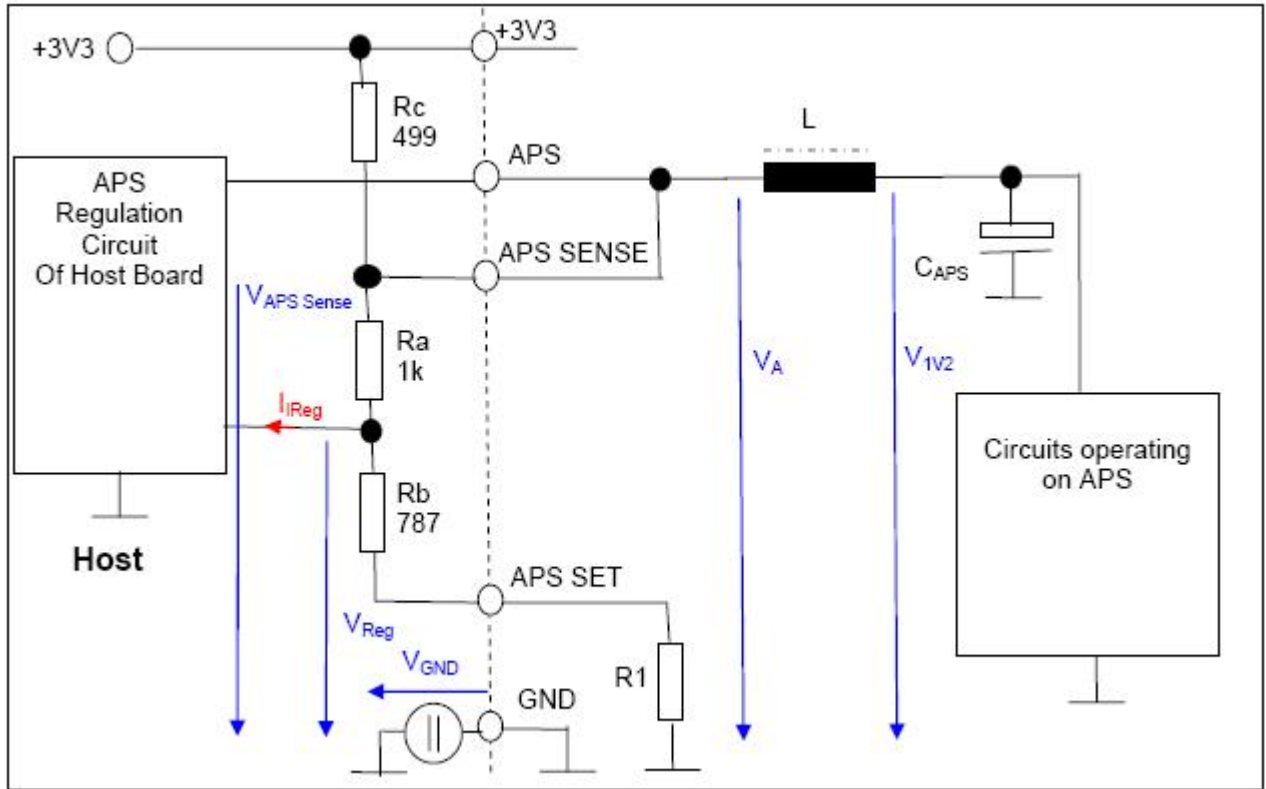 +3V3
+3V3
Rc
499
L
APS
APS
Regulation
Circuit
Of Host Board
APS SENSE
CAPS
VAPS Sense
Ra
1k
VA
V1V2
IIReg
Circuits operating
on APS
Rb
787
Host
APS SET
VReg
VGND
R1
GND